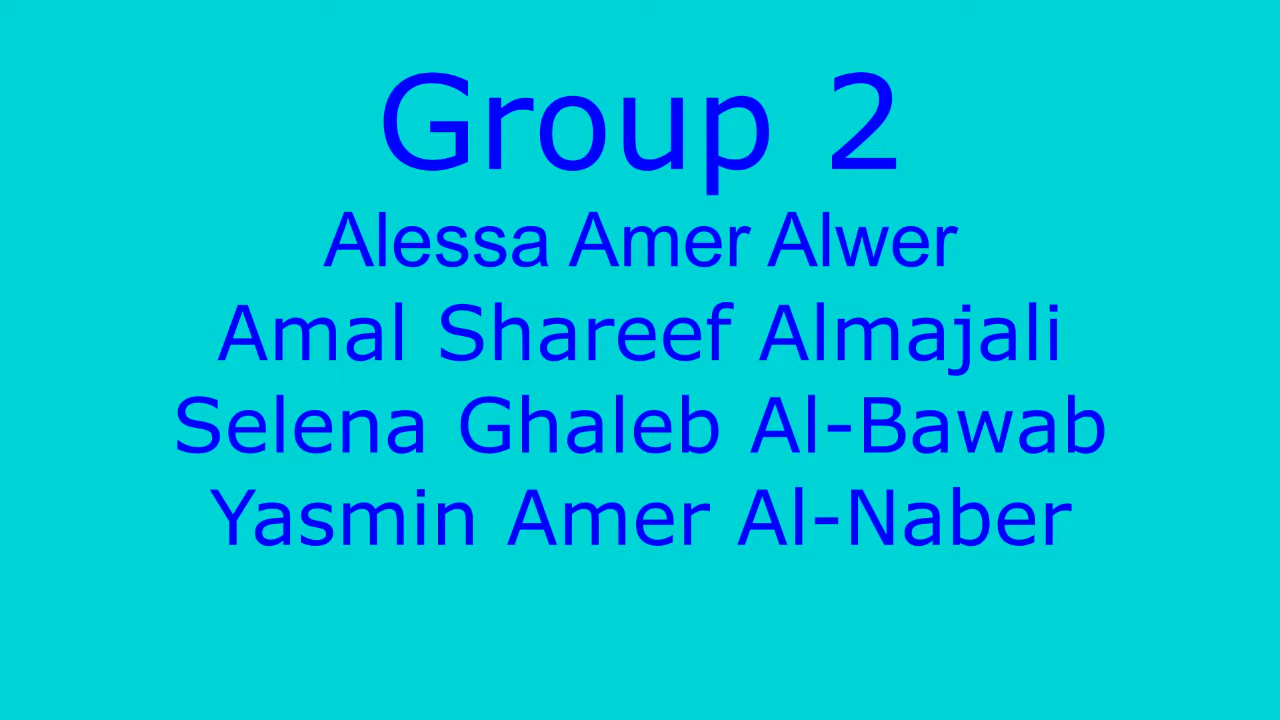 Group 2
Alessa Amer Alwer
Amal Shareef Almajali
Selena Ghaleb Al-Bawab
Yasmin Amer Al-Naber